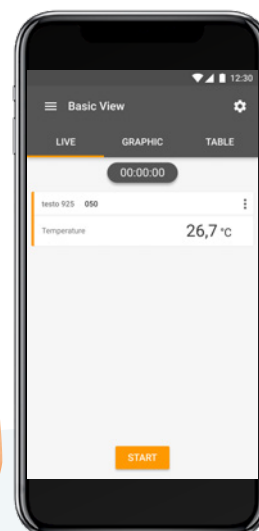 12:30
Basic View
LIVE GRAPHIC TABLE
00:00:00
testo 925 050
Temperature 26,7 °C
START